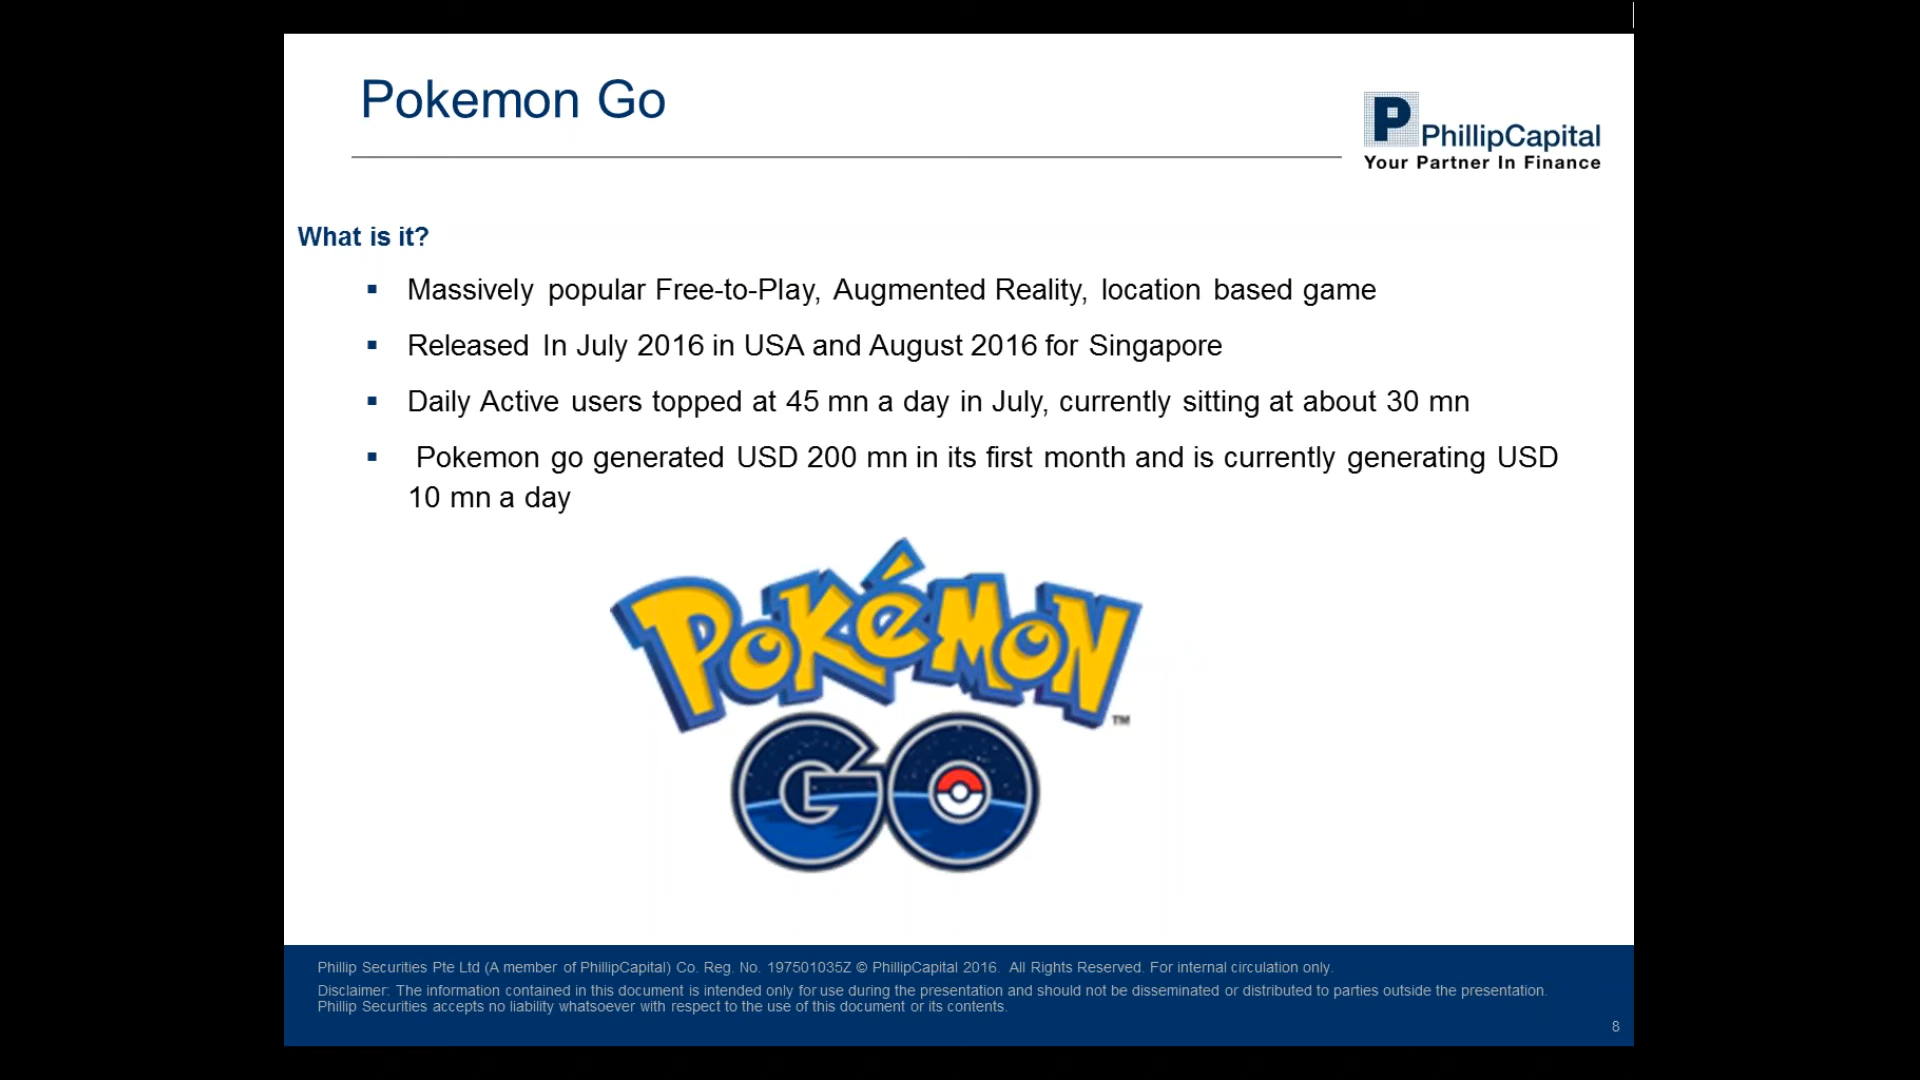 Pokemon Go
P
PhillipCapital
Your Partner In Finance
What is it?
▪ Massively popular Free-to-Play, Augmented Reality, location based game
▪ Released In July 2016 in USA and August 2016 for Singapore
▪ Daily Active users topped at 45 mn a day in July, currently sitting at about 30 mn
▪ Pokemon go generated USD 200 mn in its first month and is currently generating USD
10 mn a day
POKéMON
™
GO
Phillip Securities Pte Ltd (A member of PhillipCapital) Co. Reg. No. 197501035Z © PhillipCapital 2016. All Rights Reserved. For internal circulation only.
Disclaimer: The information contained in this document is intended only for use during the presentation and should not be disseminated or distributed to parties outside the presentation.
Phillip Securities accepts no liability whatsoever with respect to the use of this document or its contents.
8